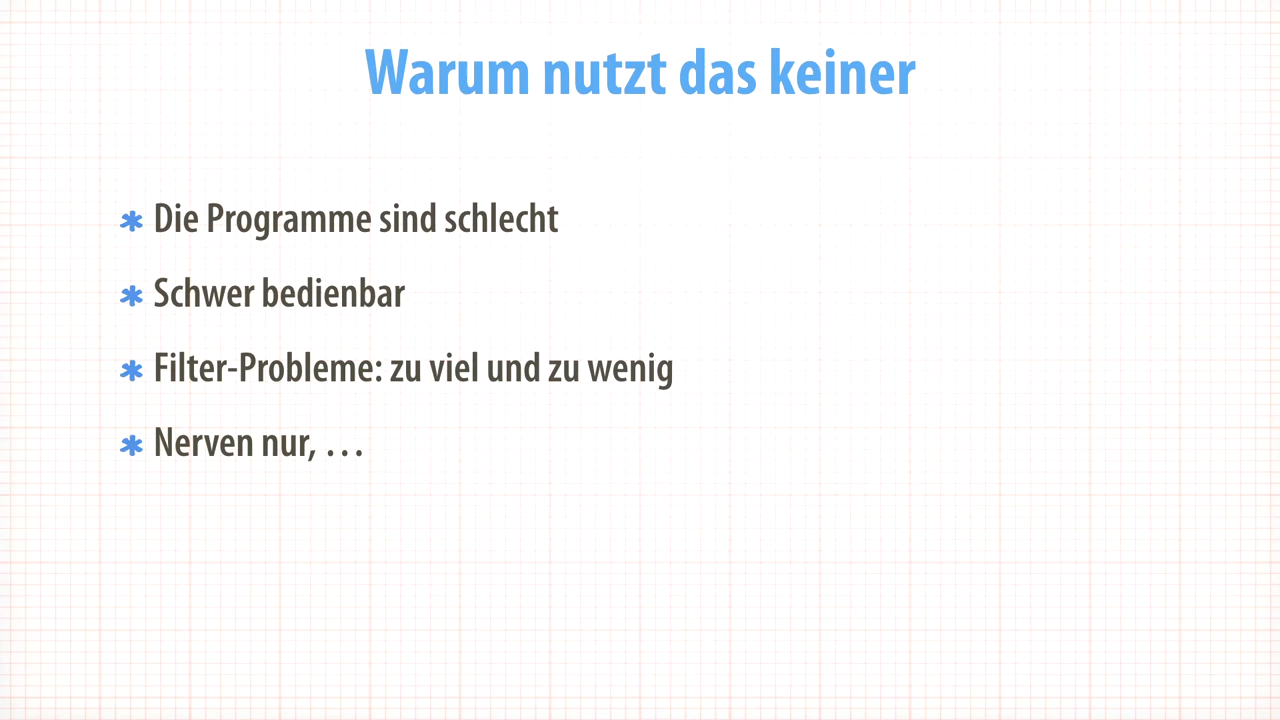 Warum nutzt das keiner
✱ Die Programme sind schlecht
✱ Schwer bedienbar
✱ Filter-Probleme: zu viel und zu wenig
✱ Nerven nur, …